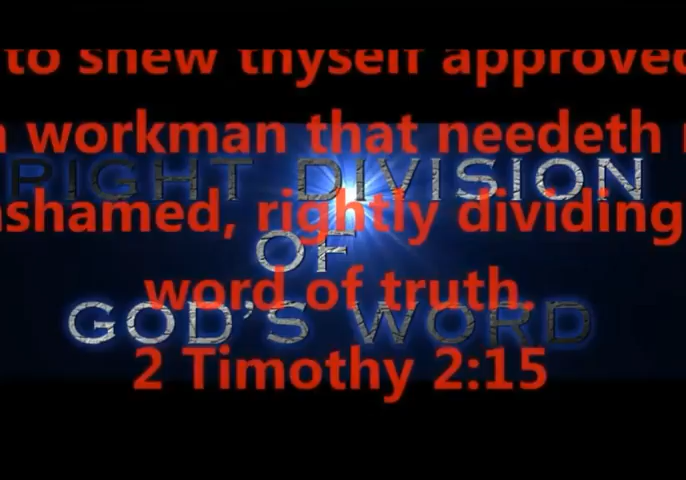 to shew thyself approved
workman that needeth
RIGHT DIVISION
ashamed, rightly dividing
OF
word of truth.
GOD'S WORD
2 Timothy 2:15